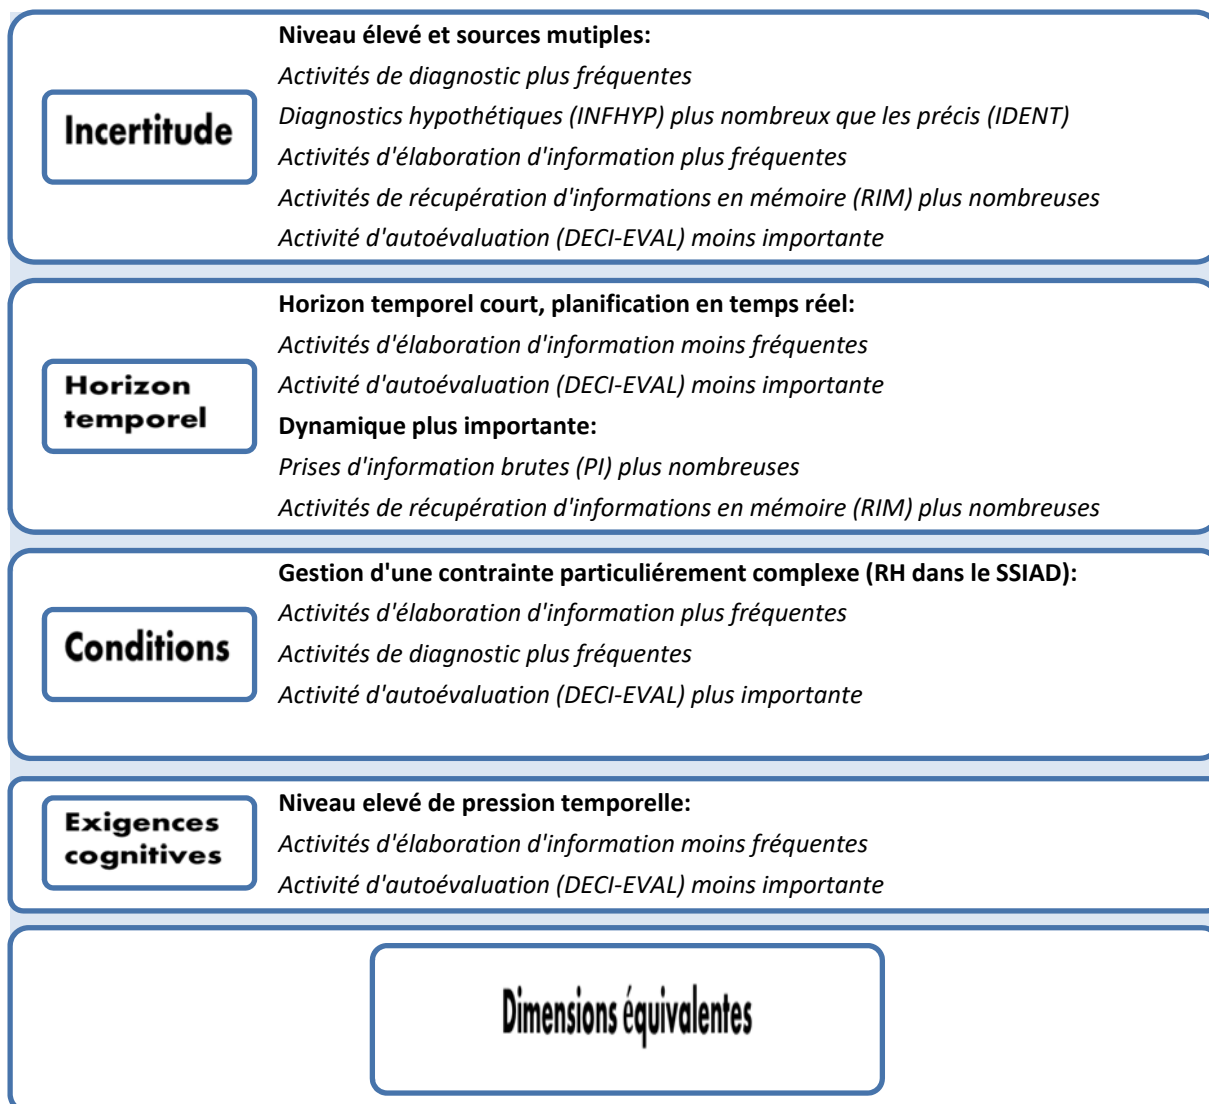 Niveau élevé et sources mutiples:
Activités de diagnostic plus fréquentes
Diagnostics hypothétiques (INFHYP) plus nombreux que les précis (IDENT)
Incertitude
Activités d'élaboration d'information plus fréquentes
Activités de récupération d'informations en mémoire (RIM) plus nombreuses
Activité d'autoévaluation (DECI-EVAL) moins importante
Horizon temporel court, planification en temps réel:
Activités d'élaboration d'information moins fréquentes
Horizon
temporel
Activité d'autoévaluation (DECI-EVAL) moins importante
Dynamique plus importante:
Prises d'information brutes (PI) plus nombreuses
Activités de récupération d'informations en mémoire (RIM) plus nombreuses
Gestion d'une contrainte particuliérement complexe (RH dans le SSIAD):
Activités d'élaboration d'information plus fréquentes
Conditions
Activités de diagnostic plus fréquentes
Activité d'autoévaluation (DECI-EVAL) plus importante
Niveau elevé de pression temporelle:
Exigences
cognitives
Activités d'élaboration d'information moins fréquentes
Activité d'autoévaluation (DECI-EVAL) moins importante
Dimensions équivalentes